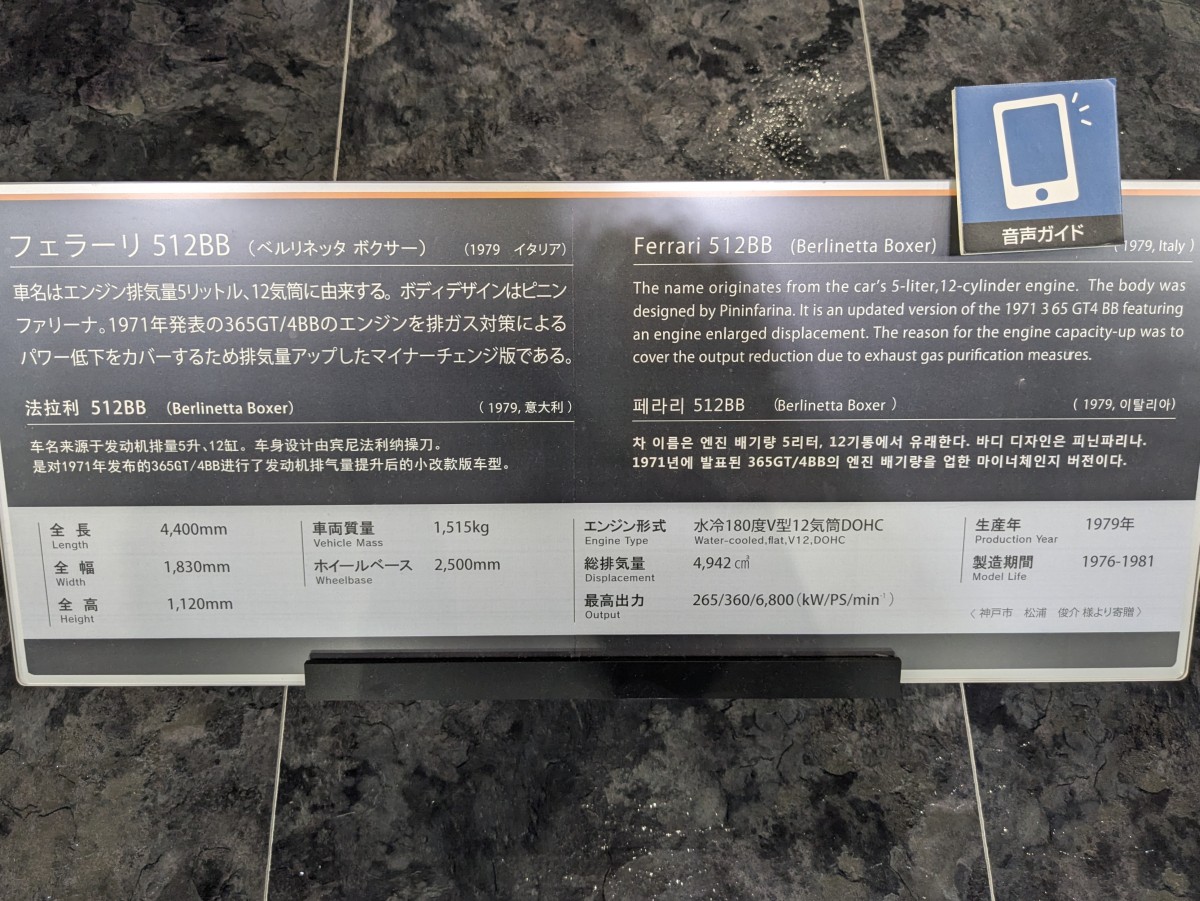 音声ガイド
フェラーリ 512BB （ベルリネッタ ボクサー） （1979 イタリア）
車名はエンジン排気量5リットル、12気筒に由来する。ボディデザインはピニン
ファリーナ。1971年発表の365GT/4BBのエンジンを排ガス対策による
パワー低下をカバーするため排気量アップしたマイナーチェンジ版である。
Ferrari 512BB (Berlinetta Boxer) (1979, Italy)
The name originates from the car's 5-liter,12-cylinder engine. The body was
designed by Pininfarina. It is an updated version of the 1971 365 GT4 BB featuring
an engine enlarged displacement. The reason for the engine capacity-up was to
cover the output reduction due to exhaust gas purification measures.
法拉利 512BB (Berlinetta Boxer) (1979, 意大利)
车名来源于发动机排量5升、12缸。车身设计由宾尼法利纳操刀。
是对1971年发布的365GT/4BB进行了发动机排气量提升后的小改款版车型。
페라리 512BB (Berlinetta Boxer ) ( 1979, 이탈리아)
차 이름은 엔진 배기량 5리터, 12기통에서 유래한다. 바디 디자인은 피닌파리나.
1971년에 발표된 365GT/4BB의 엔진 배기량을 업한 마이너체인지 버전이다.
全長 4,400mm
Length
全幅 1,830mm
Width
全高 1,120mm
Height
車両質量 1,515kg
Vehicle Mass
ホイールベース 2,500mm
Wheelbase
エンジン形式 水冷180度V型12気筒DOHC
Engine Type Water-cooled,flat,V12,DOHC
総排気量 4,942㎤
Displacement
最高出力 265/360/6,800(kW/PS/min⁻¹)
Output
生産年 1979年
Production Year
製造期間 1976-1981
Model Life
〈神戸市 松浦 俊介 様より寄贈〉